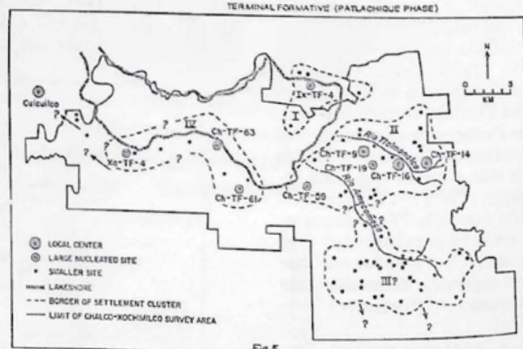 TERMINAL FORMATIVE (PATLACHIQUE PHASE)
N
Cuicuilco
?
Ix-TF-4
I
?
0 3
KM
IV
Ch-TF-63
II
?
?
Xo-TF-4
?
?
Ch-TF-9
Ch-TF-14
Ch-TF-19
Ch-TF-16
Ch-TF-61
Ch-TF-59
?
?
?
?
?
III?
?
?
LOCAL CENTER
LARGE NUCLEATED SITE
SMALLER SITE
LAKESHORE
BORDER OF SETTLEMENT CLUSTER
LIMIT OF CHALCO-XOCHIMILCO SURVEY AREA